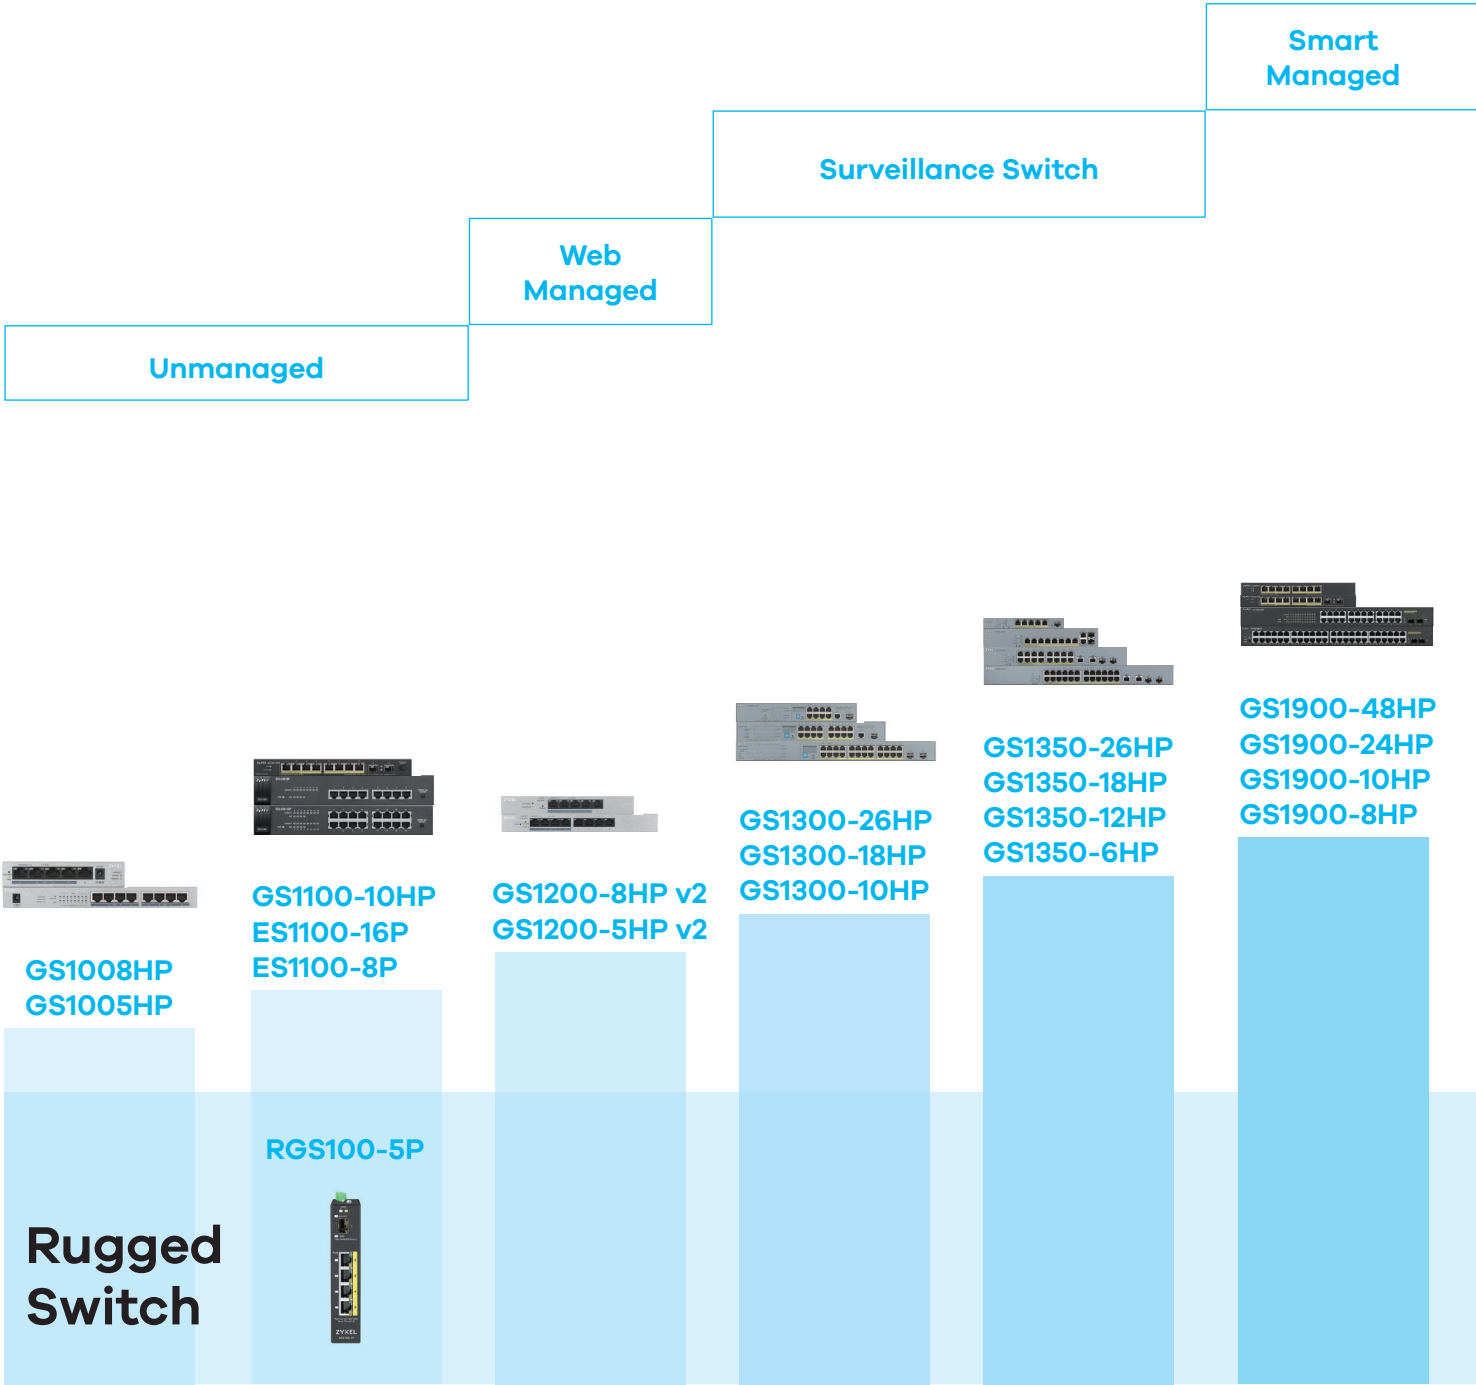 Smart
Managed
Surveillance Switch
Web
Managed
Unmanaged
GS1900-48HP
GS1900-24HP
GS1900-10HP
GS1900-8HP
GS1350-26HP
GS1350-18HP
GS1350-12HP
GS1350-6HP
GS1300-26HP
GS1300-18HP
GS1300-10HP
GS1200-8HP v2
GS1200-5HP v2
GS1100-10HP
ES1100-16P
ES1100-8P
GS1008HP
GS1005HP
RGS100-5P
Rugged
Switch
ZYXEL